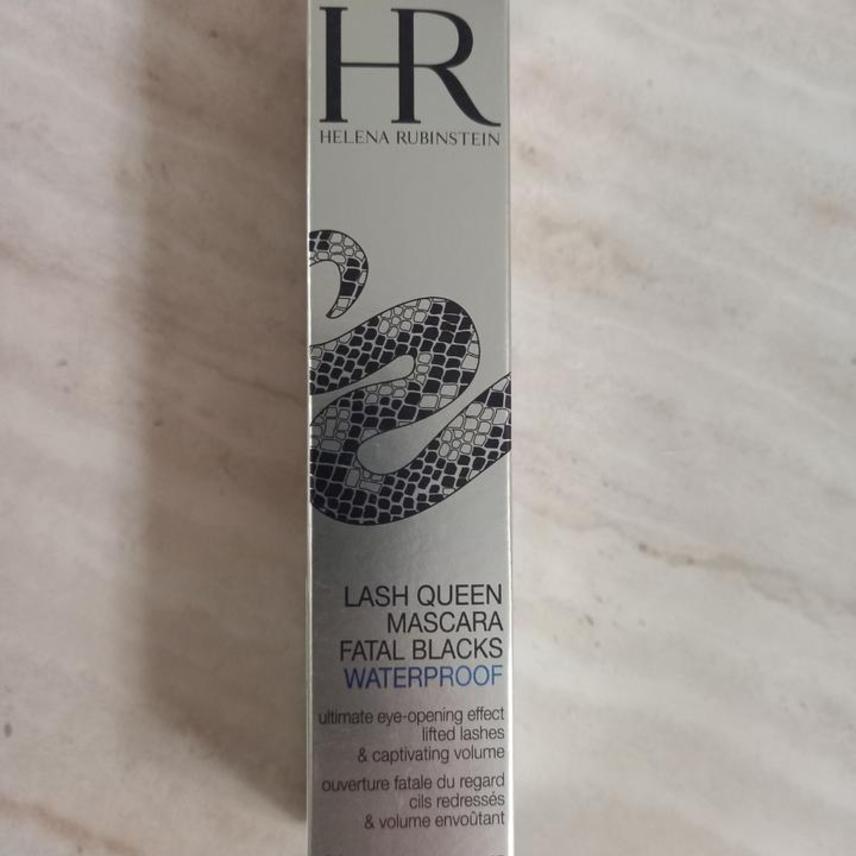 HR
HELENA RUBINSTEIN
LASH QUEEN
MASCARA
FATAL BLACKS
WATERPROOF
ultimate eye-opening effect
lifted lashes
& captivating volume
ouverture fatale du regard
cils redressés
& volume envoûtant